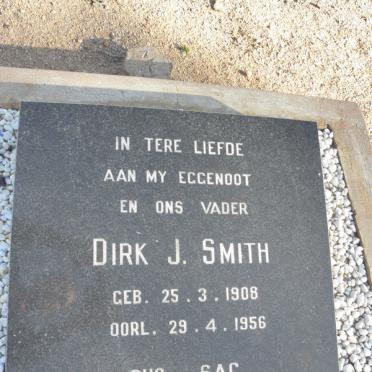 IN TERE LIEFDE
AAN MY EGGENOOT
EN ONS VADER
DIRK J. SMITH
GEB. 25.3.1908
OORL. 29.4.1956